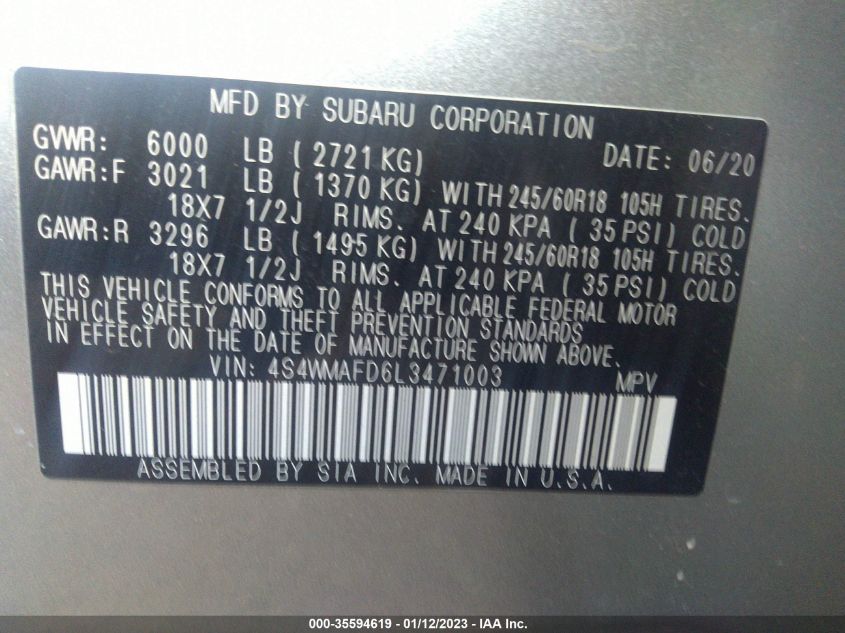 MFD BY SUBARU CORPORATION
GVWR: 6000 LB ( 2721 KG) DATE: 06/20
GAWR:F 3021 LB ( 1370 KG) WITH 245/60R18 105H TIRES.
18X7 1/2J RIMS. AT 240 KPA ( 35 PSI) COLD
GAWR:R 3296 LB ( 1495 KG) WITH 245/60R18 105H TIRES.
18X7 1/2J RIMS. AT 240 KPA ( 35 PSI) COLD
THIS VEHICLE CONFORMS TO ALL APPLICABLE FEDERAL MOTOR
VEHICLE SAFETY AND THEFT PREVENTION STANDARDS
IN EFFECT ON THE DATE OF MANUFACTURE SHOWN ABOVE.
VIN: 4S4WMAFD6L3471003 MPV
ASSEMBLED BY SIA INC. MADE IN U.S.A.
000-35594619 - 01/12/2023 - IAA Inc.